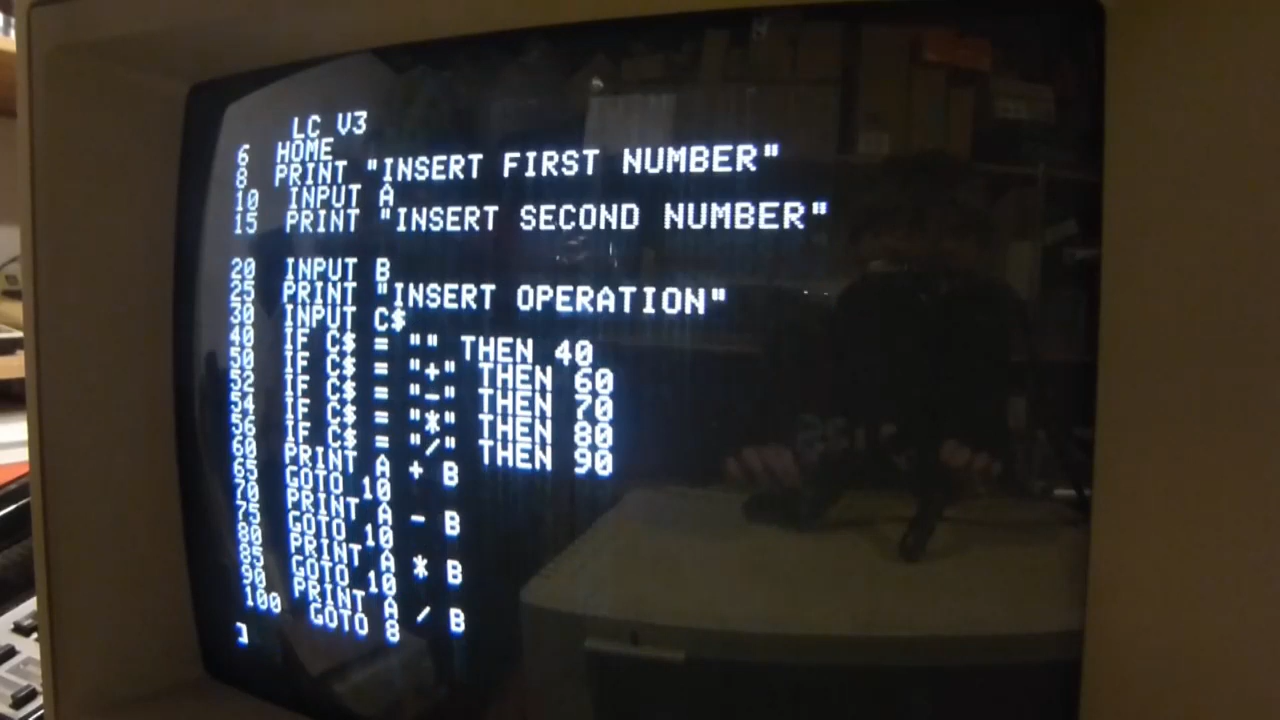 LC_V3
6 HOME
8 PRINT "INSERT FIRST NUMBER"
10 INPUT A
15 PRINT "INSERT SECOND NUMBER"
20 INPUT B
25 PRINT "INSERT OPERATION"
30 INPUT C$
40 IF C$ = "" THEN 40
50 IF C$ = "+" THEN 60
52 IF C$ = "-" THEN 70
54 IF C$ = "*" THEN 80
56 IF C$ = "/" THEN 90
60 PRINT A + B
65 GOTO 10
70 PRINT A - B
75 GOTO 10
80 PRINT A * B
85 GOTO 10
90 PRINT A / B
100 GOTO 8
]